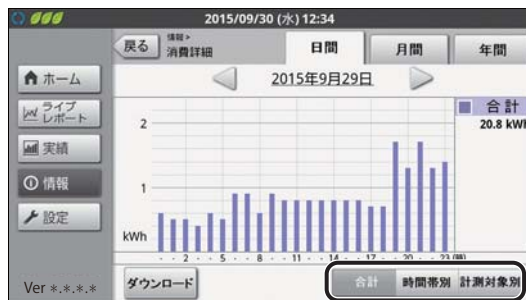 2015/09/30 (水) 12:34
戻る
情報>
消費詳細
日間
月間
年間
ホーム
ライブ
レポート
実績
情報
設定
Ver *.*.*.*
2015年9月29日
合計
20.8 kWh
2
1
kWh
・・2・・5・・8・・11・・14・・17・・20・・23(時)
ダウンロード
合計
時間帯別
計測対象別